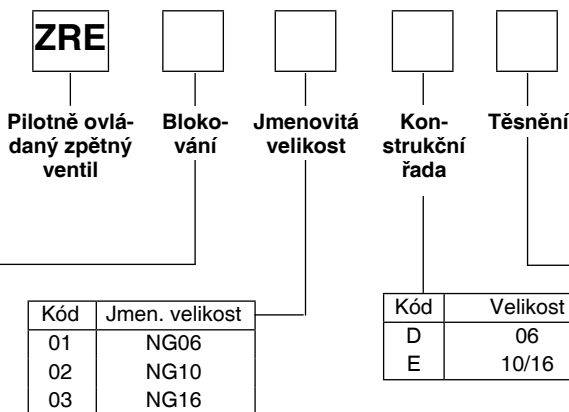 ZRE
Pilotně ovlá-
daný zpětný
ventil
Bloko-
vání
Jmenovitá
velikost
Kon-
strukční
řada
Těsnění
Kód Jmen. velikost
01 NG06
02 NG10
03 NG16
Kód Velikost
D 06
E 10/16